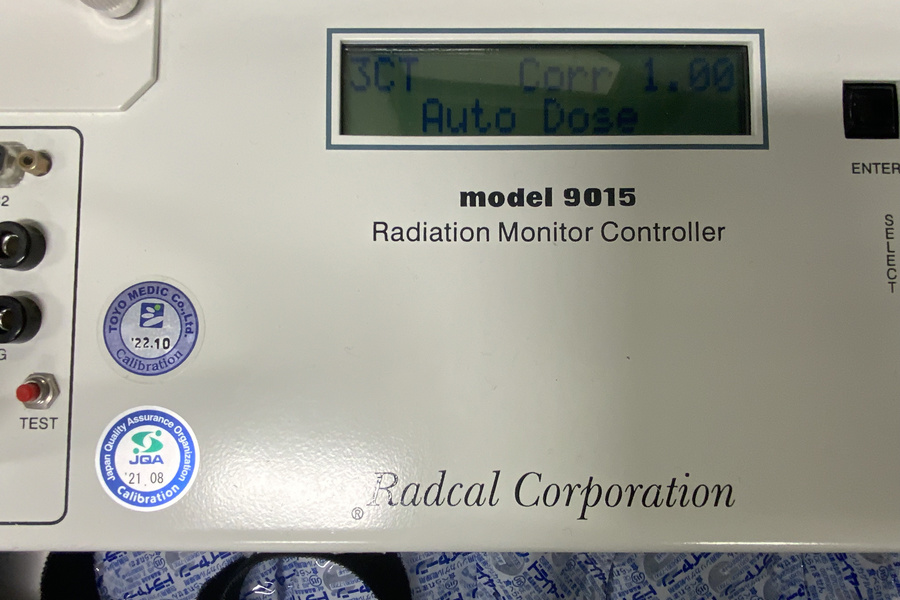 3CT Corr 1.00
Auto Dose
model 9015
Radiation Monitor Controller
ENTER
SELECT
2
TOYO MEDIC Co.,Ltd.
'22.10
Calibration
G
TEST
Japan Quality Assurance Organization
JQA
'21.08
Calibration
Radcal Corporation
®